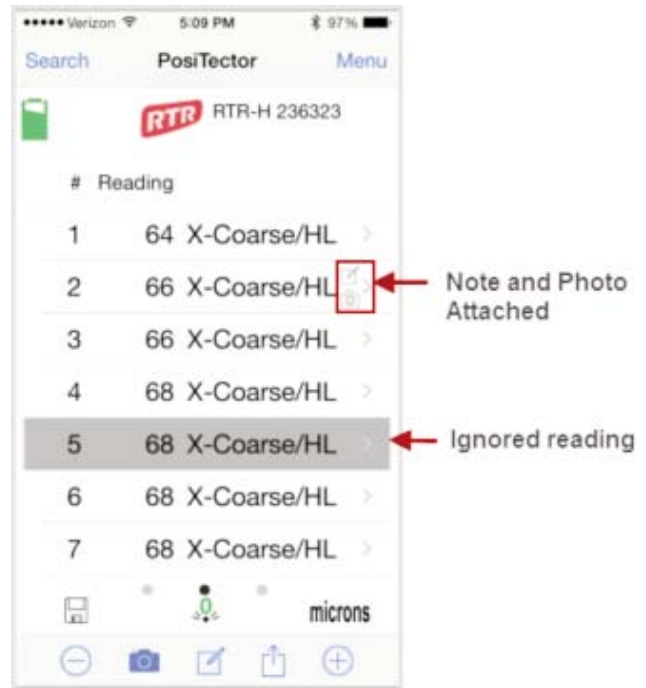 Verizon 5:09 PM 97%
Search PosiTector Menu
RTR RTR-H 236323
# Reading
1 64 X-Coarse/HL
2 66 X-Coarse/HL
Note and Photo
Attached
3 66 X-Coarse/HL
4 68 X-Coarse/HL
5 68 X-Coarse/HL
Ignored reading
6 68 X-Coarse/HL
7 68 X-Coarse/HL
0 microns